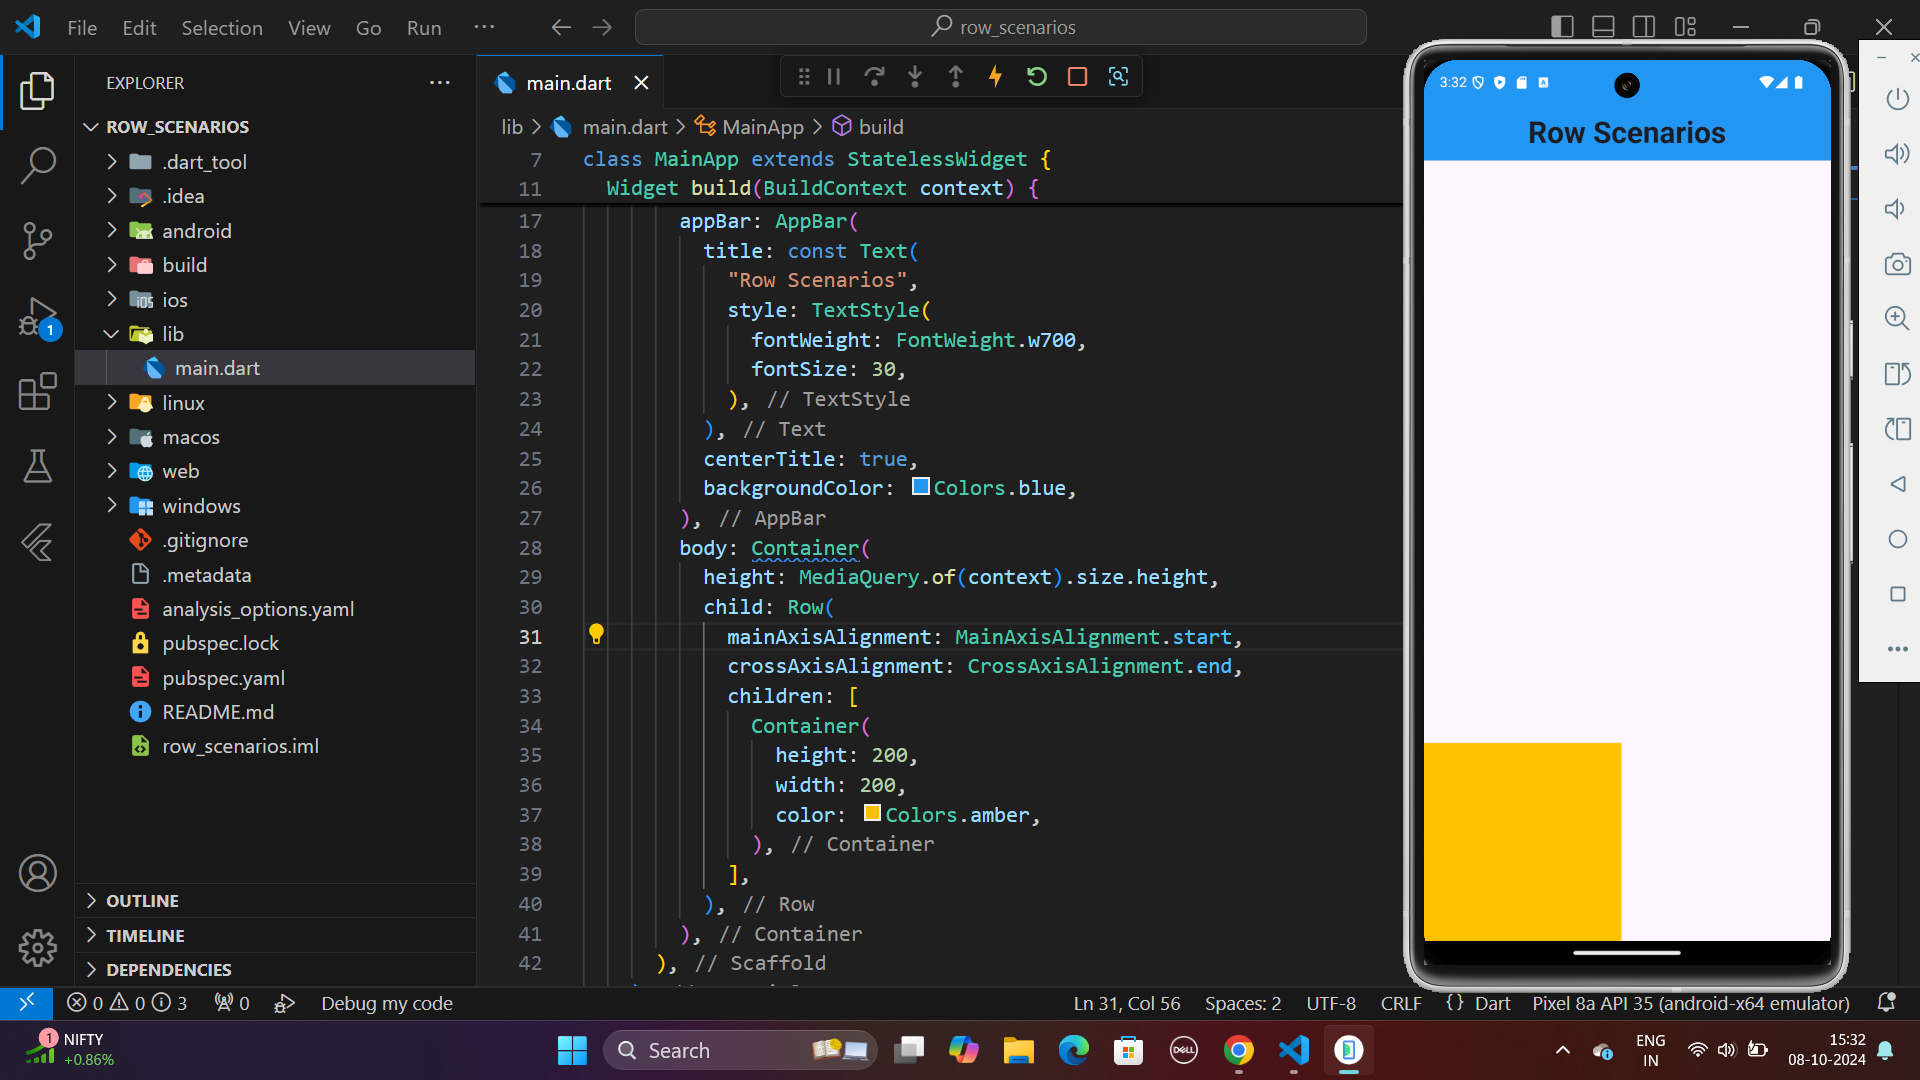 File Edit Selection View Go Run ···
row_scenarios
EXPLORER
ROW_SCENARIOS
.dart_tool
.idea
android
build
ios
lib
main.dart
linux
macos
web
windows
.gitignore
.metadata
analysis_options.yaml
pubspec.lock
pubspec.yaml
README.md
row_scenarios.iml
OUTLINE
TIMELINE
DEPENDENCIES
1
main.dart
lib > main.dart > MainApp > build
7 class MainApp extends StatelessWidget {
11 Widget build(BuildContext context) {
17 appBar: AppBar(
18 title: const Text(
19 "Row Scenarios",
20 style: TextStyle(
21 fontWeight: FontWeight.w700,
22 fontSize: 30,
23 ), // TextStyle
24 ), // Text
25 centerTitle: true,
26 backgroundColor: Colors.blue,
27 ), // AppBar
28 body: Container(
29 height: MediaQuery.of(context).size.height,
30 child: Row(
31 mainAxisAlignment: MainAxisAlignment.start,
32 crossAxisAlignment: CrossAxisAlignment.end,
33 children: [
34 Container(
35 height: 200,
36 width: 200,
37 color: Colors.amber,
38 ), // Container
39 ],
40 ), // Row
41 ), // Container
42 ), // Scaffold
3:32
Row Scenarios
0 0 3 0 Debug my code
Ln 31, Col 56 Spaces: 2 UTF-8 CRLF {} Dart Pixel 8a API 35 (android-x64 emulator)
1
NIFTY
+0.86%
Search
DELL
ENG
IN
15:32
08-10-2024